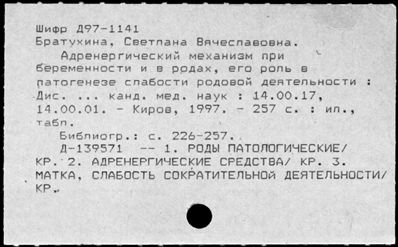 Шифр Д97-1141
Братухина, Светлана Вячеславовна.
Адренергический механизм при
беременности и в родах, его роль в
патогенезе слабости родовой деятельности :
Дис. ... канд. мед. наук : 14.00.17,
14.00.01. - Киров, 1997. - 257 с. : ил.,
табл.
Библиогр.: с. 226-257.
Д-139571 -- 1. РОДЫ ПАТОЛОГИЧЕСКИЕ/
КР. 2. АДРЕНЕРГИЧЕСКИЕ СРЕДСТВА/ КР. 3.
МАТКА, СЛАБОСТЬ СОКРАТИТЕЛЬНОЙ ДЕЯТЕЛЬНОСТИ/
КР.